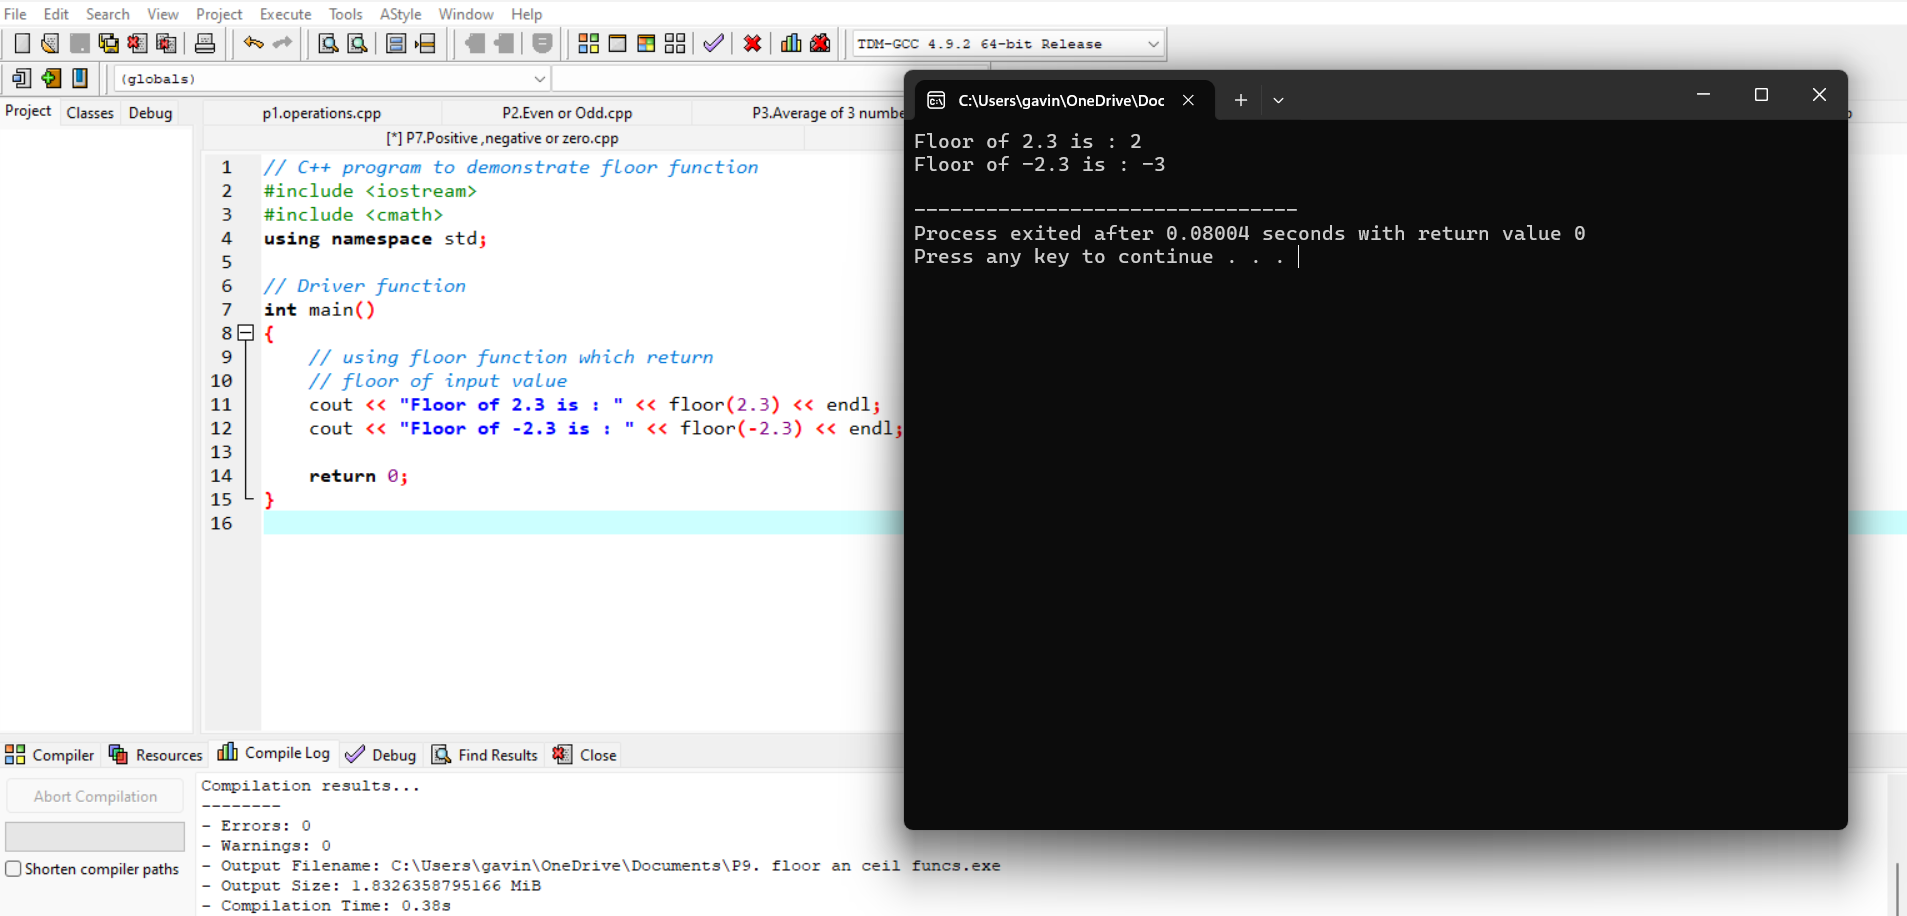 File Edit Search View Project Execute Tools AStyle Window Help
TDM-GCC 4.9.2 64-bit Release
(globals)
Project Classes Debug
p1.operations.cpp P2.Even or Odd.cpp P3.Average of 3 numbe
[*] P7.Positive ,negative or zero.cpp
1 // C++ program to demonstrate floor function
2 #include <iostream>
3 #include <cmath>
4 using namespace std;
5
6 // Driver function
7 int main()
8 {
9 // using floor function which return
10 // floor of input value
11 cout << "Floor of 2.3 is : " << floor(2.3) << endl;
12 cout << "Floor of -2.3 is : " << floor(-2.3) << endl;
13
14 return 0;
15 }
16
C:\Users\gavin\OneDrive\Doc
Floor of 2.3 is : 2
Floor of -2.3 is : -3
--------------------------------
Process exited after 0.08004 seconds with return value 0
Press any key to continue . . .
Compiler Resources Compile Log Debug Find Results Close
Abort Compilation
Shorten compiler paths
Compilation results...
--------
- Errors: 0
- Warnings: 0
- Output Filename: C:\Users\gavin\OneDrive\Documents\P9. floor an ceil funcs.exe
- Output Size: 1.8326358795166 MiB
- Compilation Time: 0.38s